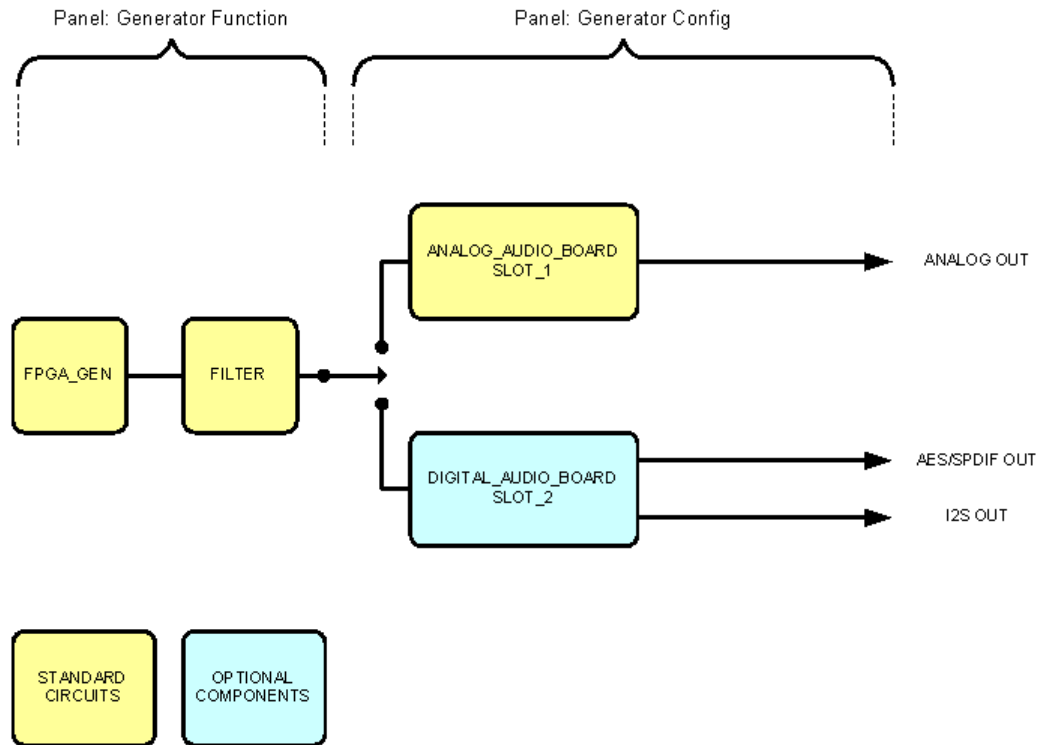 Panel: Generator Function
Panel: Generator Config
ANALOG_AUDIO_BOARD
SLOT_1
ANALOG OUT
FPGA_GEN
FILTER
DIGITAL_AUDIO_BOARD
SLOT_2
AES/SPDIF OUT
I2S OUT
STANDARD
CIRCUITS
OPTIONAL
COMPONENTS